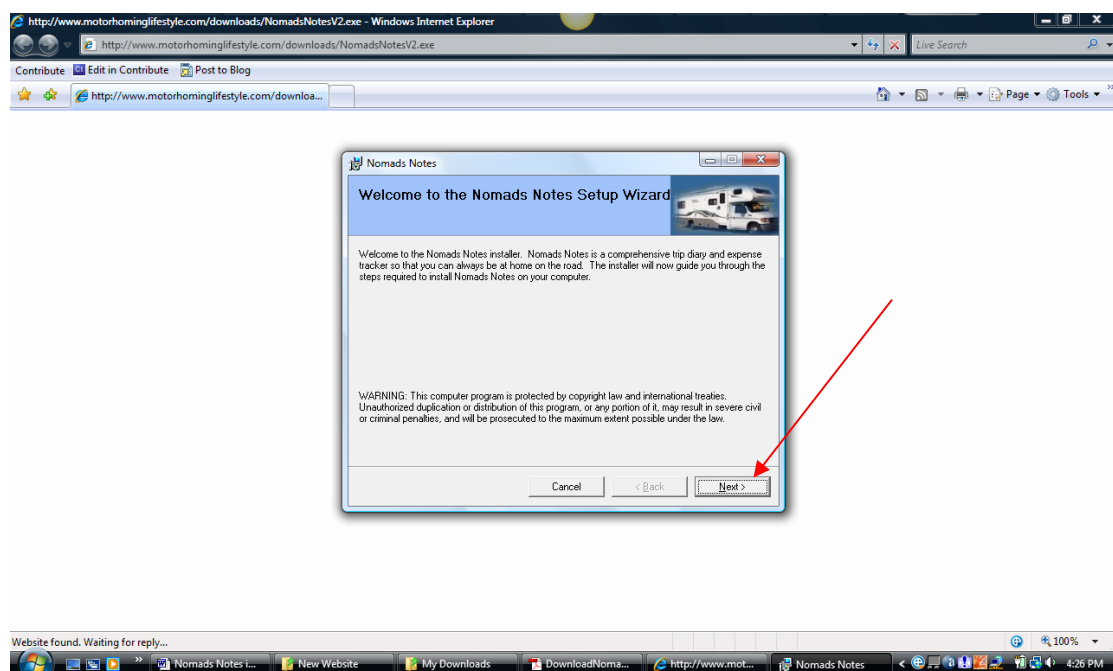 http://www.motorhominglifestyle.com/downloads/NomadsNotesV2.exe - Windows Internet Explorer
http://www.motorhominglifestyle.com/downloads/NomadsNotesV2.exe
Live Search
Contribute Edit in Contribute Post to Blog
http://www.motorhominglifestyle.com/downloa...
Page Tools
Nomads Notes
Welcome to the Nomads Notes Setup Wizard
Welcome to the Nomads Notes installer. Nomads Notes is a comprehensive trip diary and expense
tracker so that you can always be at home on the road. The installer will now guide you through the
steps required to install Nomads Notes on your computer.
WARNING: This computer program is protected by copyright law and international treaties.
Unauthorized duplication or distribution of this program, or any portion of it, may result in severe civil
or criminal penalties, and will be prosecuted to the maximum extent possible under the law.
Cancel < Back Next >
Website found. Waiting for reply...
100%
Nomads Notes i... New Website My Downloads DownloadNoma... http://www.mot... Nomads Notes 4:26 PM